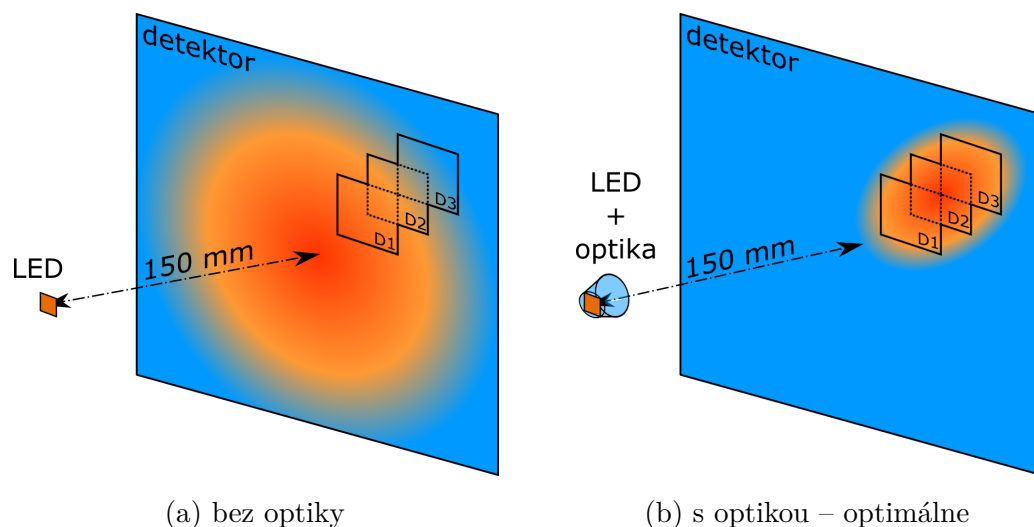 detektor
D3
D2
D1
150 mm
LED
(a) bez optiky
detektor
LED
+
optika
D3
D2
D1
150 mm
(b) s optikou – optimálne